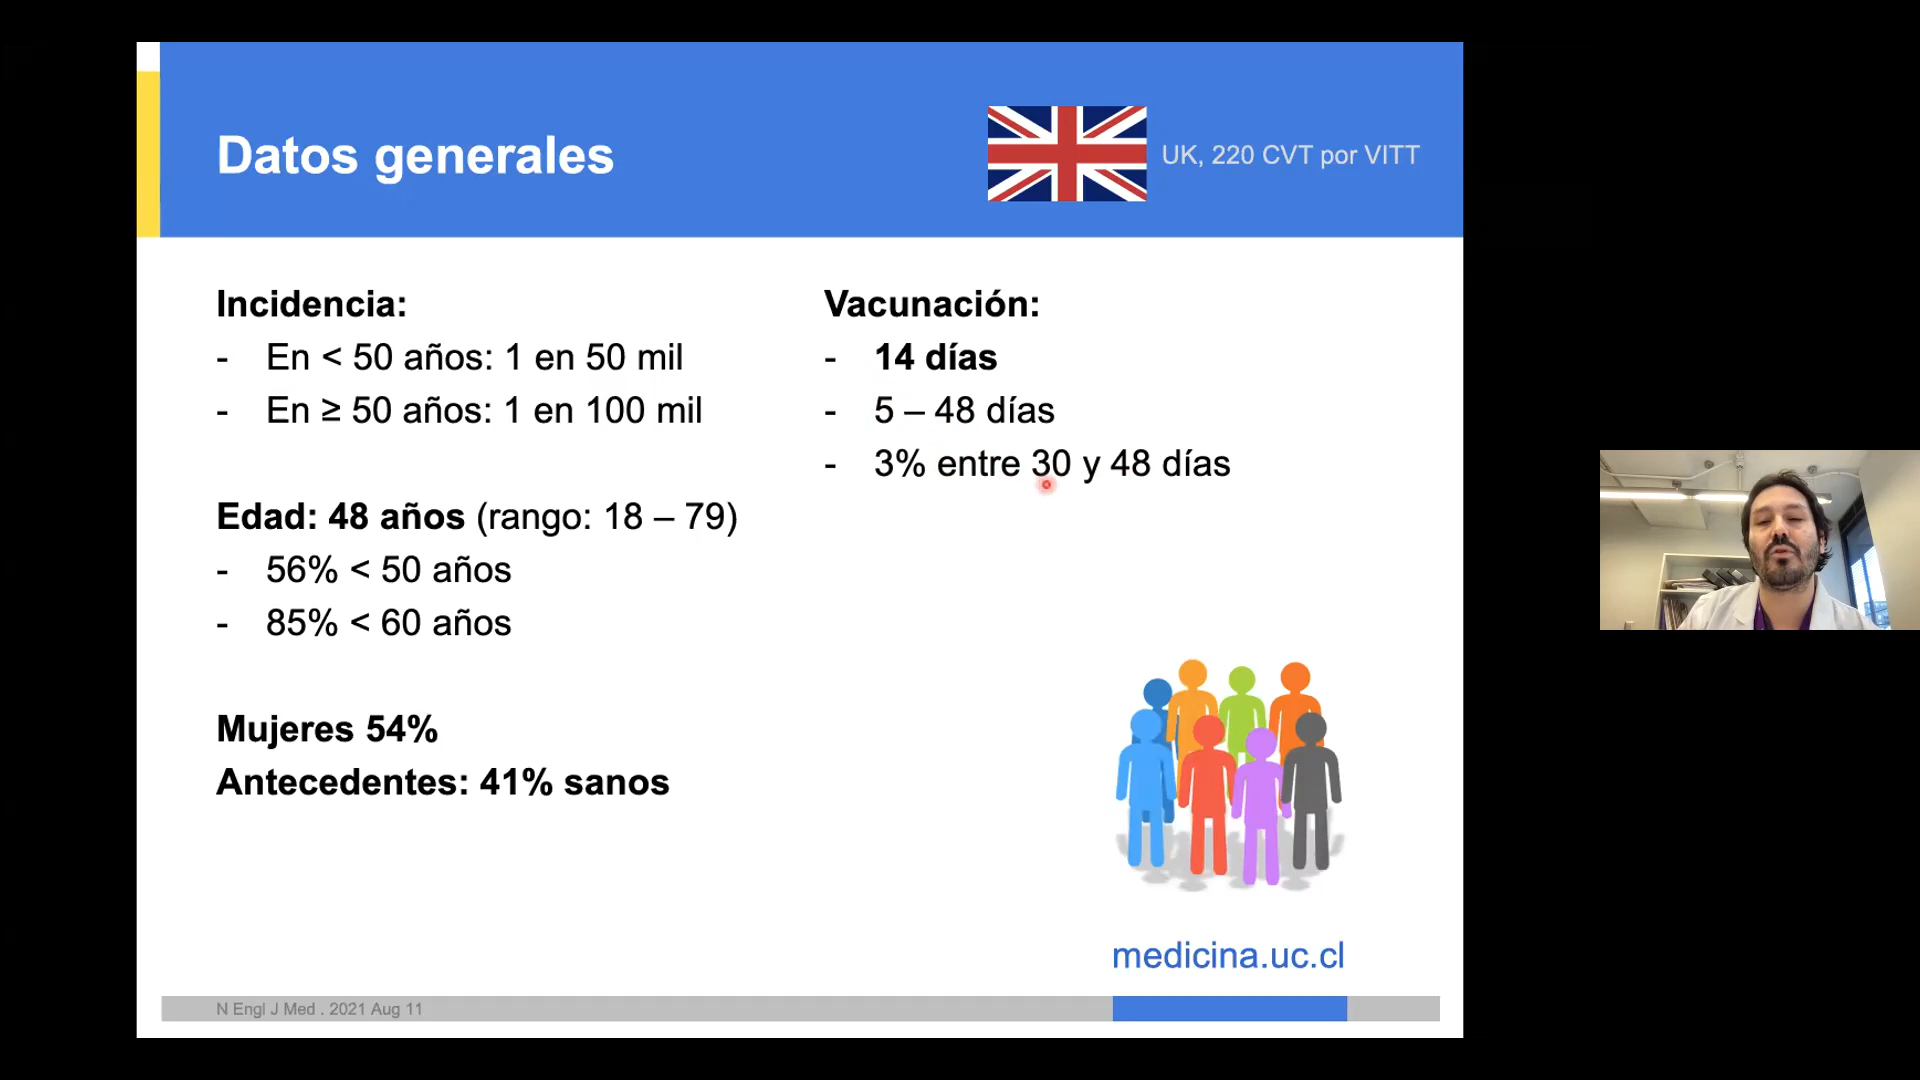 Datos generales
UK, 220 CVT por VITT
Incidencia:
- En < 50 años: 1 en 50 mil
- En ≥ 50 años: 1 en 100 mil
Edad: 48 años (rango: 18 – 79)
- 56% < 50 años
- 85% < 60 años
Mujeres 54%
Antecedentes: 41% sanos
Vacunación:
- 14 días
- 5 – 48 días
- 3% entre 30 y 48 días
medicina.uc.cl
N Engl J Med . 2021 Aug 11